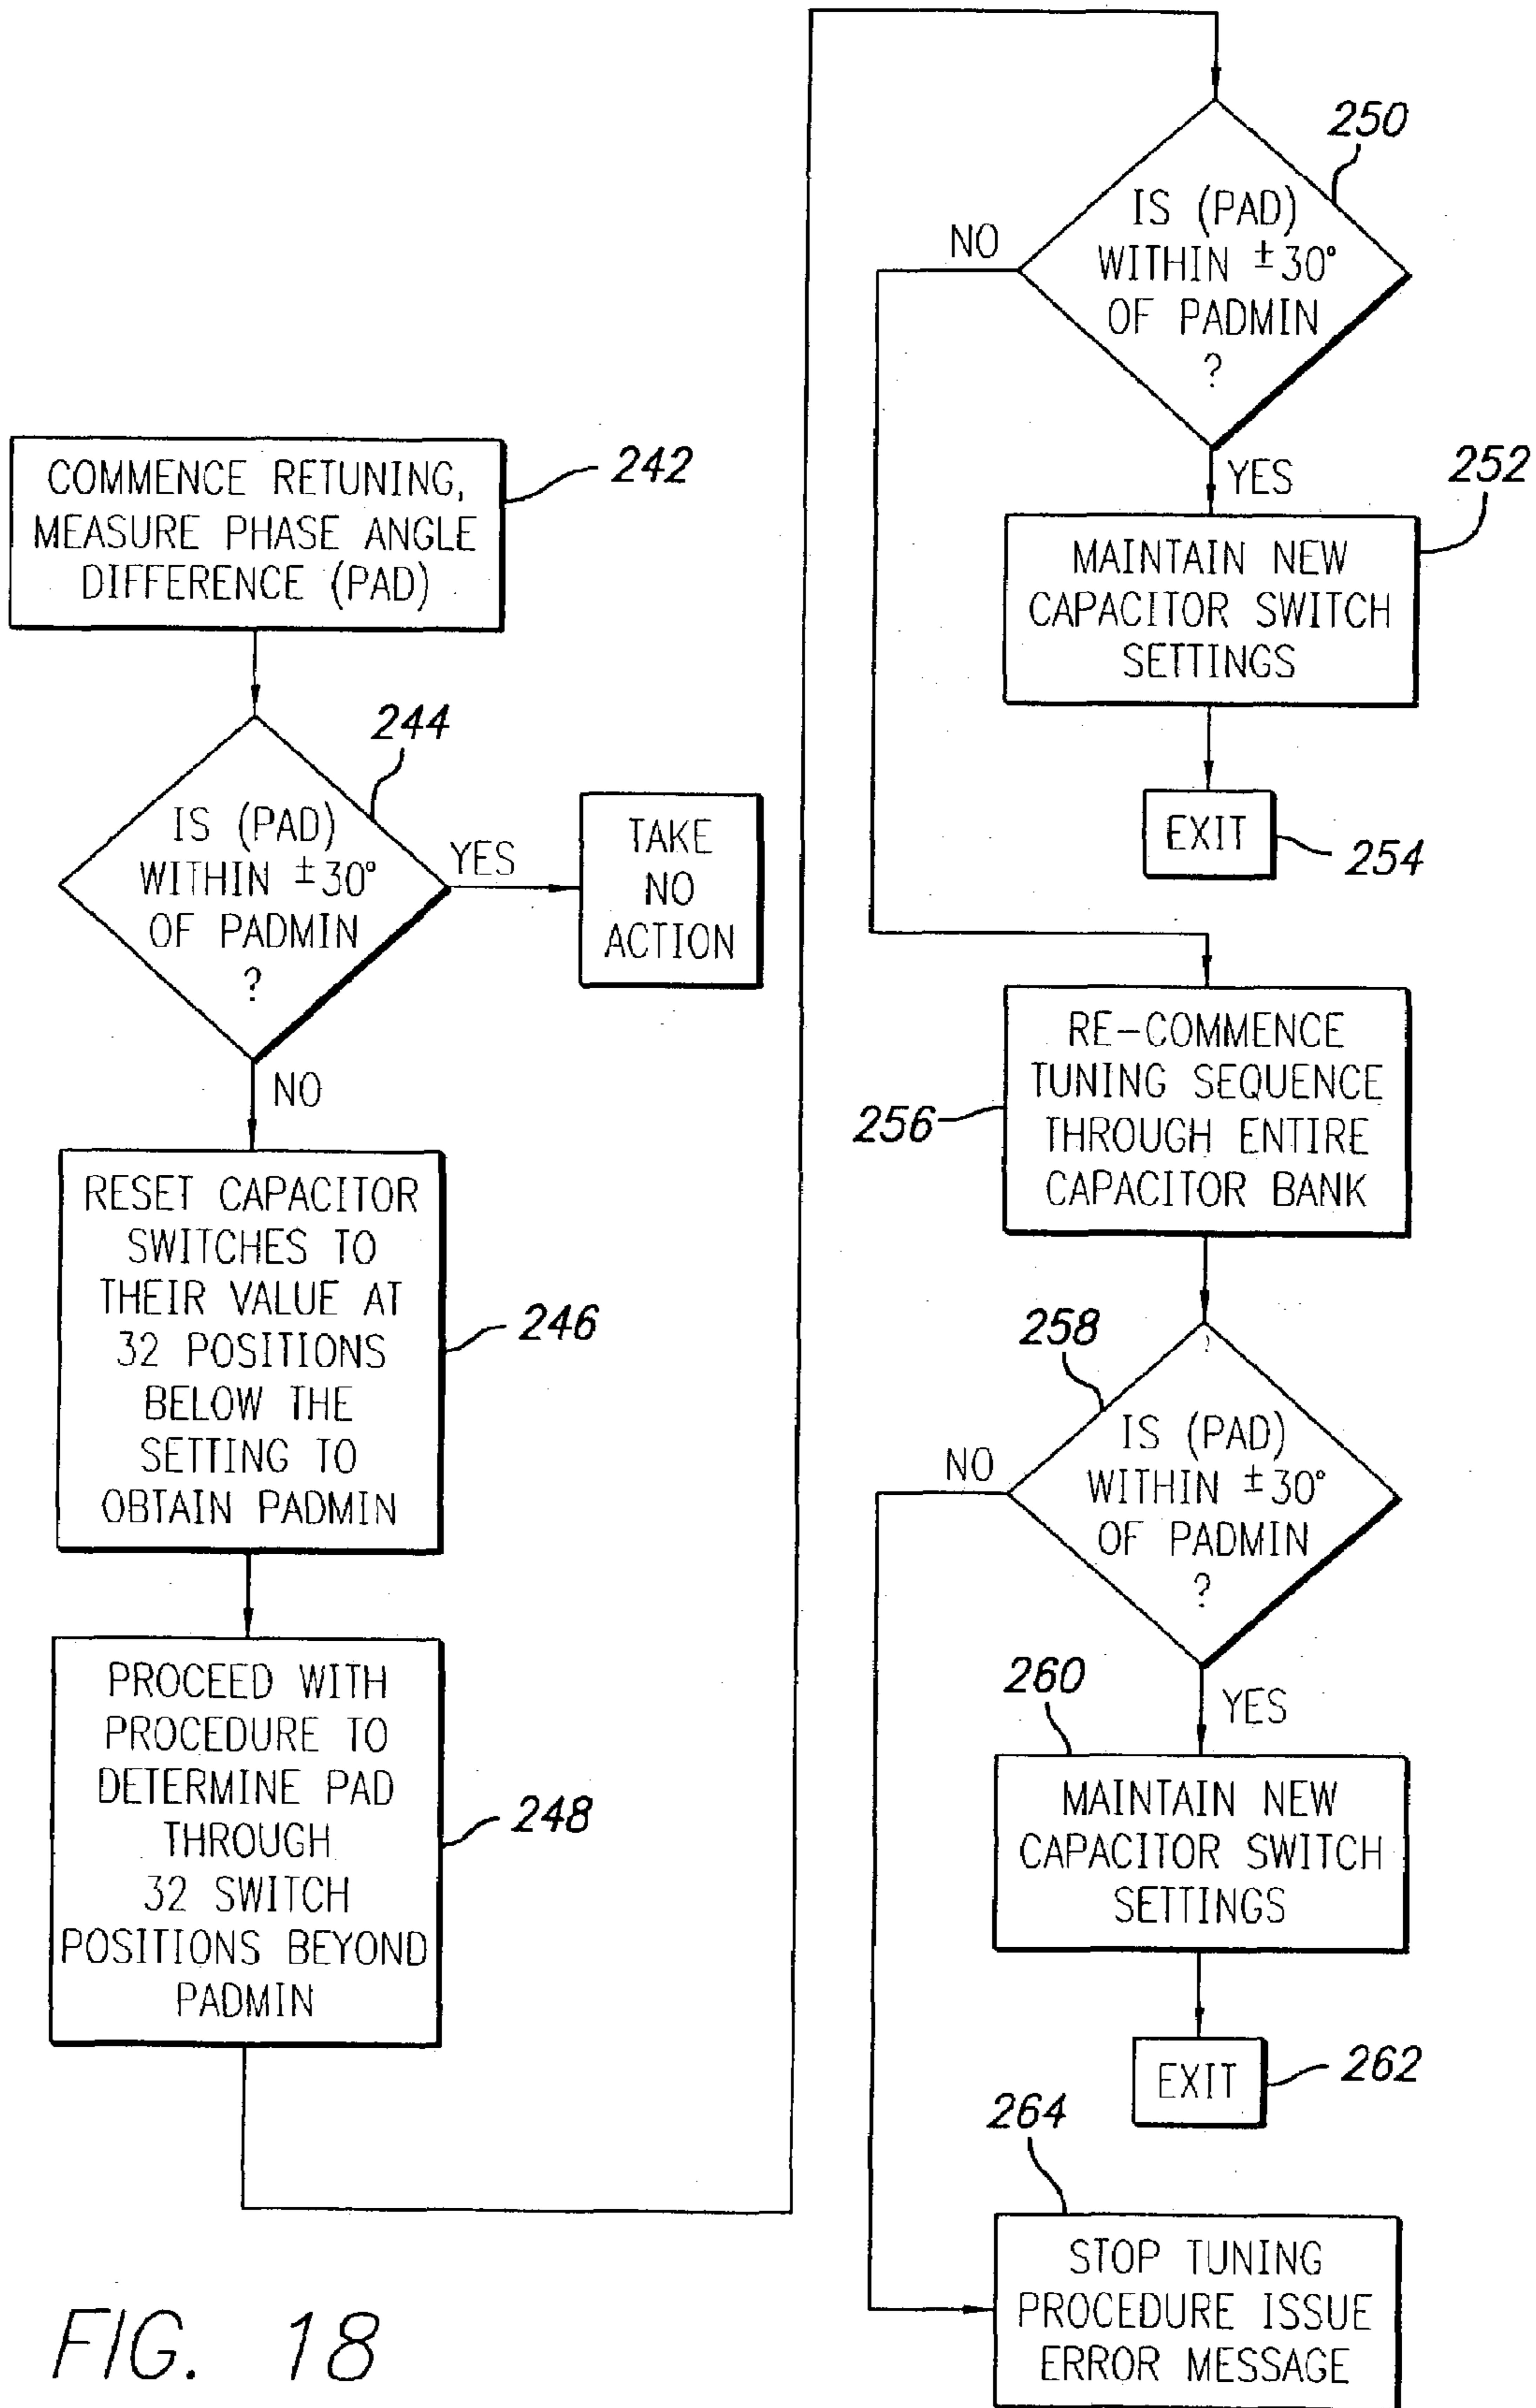 COMMENCE RETUNING,
MEASURE PHASE ANGLE
DIFFERENCE (PAD)
242
244
IS (PAD)
WITHIN ±30°
OF PADMIN
?
YES
TAKE
NO
ACTION
NO
RESET CAPACITOR
SWITCHES TO
THEIR VALUE AT
32 POSITIONS
BELOW THE
SETTING TO
OBTAIN PADMIN
246
PROCEED WITH
PROCEDURE TO
DETERMINE PAD
THROUGH
32 SWITCH
POSITIONS BEYOND
PADMIN
248
250
IS (PAD)
WITHIN ±30°
OF PADMIN
?
NO
YES
252
MAINTAIN NEW
CAPACITOR SWITCH
SETTINGS
EXIT
254
RE-COMMENCE
TUNING SEQUENCE
THROUGH ENTIRE
CAPACITOR BANK
256
258
?
IS (PAD)
WITHIN ±30°
OF PADMIN
?
NO
YES
260
MAINTAIN NEW
CAPACITOR SWITCH
SETTINGS
EXIT
262
264
STOP TUNING
PROCEDURE ISSUE
ERROR MESSAGE
FIG. 18